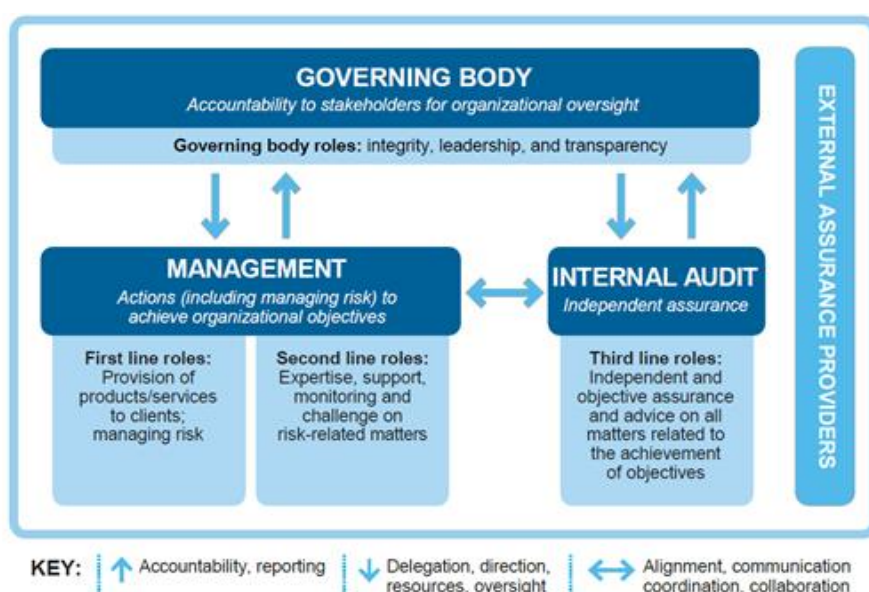 GOVERNING BODY
Accountability to stakeholders for organizational oversight
Governing body roles: integrity, leadership, and transparency
MANAGEMENT
Actions (including managing risk) to
achieve organizational objectives
First line roles:
Provision of
products/services
to clients;
managing risk
Second line roles:
Expertise, support,
monitoring and
challenge on
risk-related matters
INTERNAL AUDIT
Independent assurance
Third line roles:
Independent and
objective assurance
and advice on all
matters related to
the achievement
of objectives
EXTERNAL ASSURANCE PROVIDERS
KEY:
Accountability, reporting
Delegation, direction,
resources, oversight
Alignment, communication
coordination, collaboration